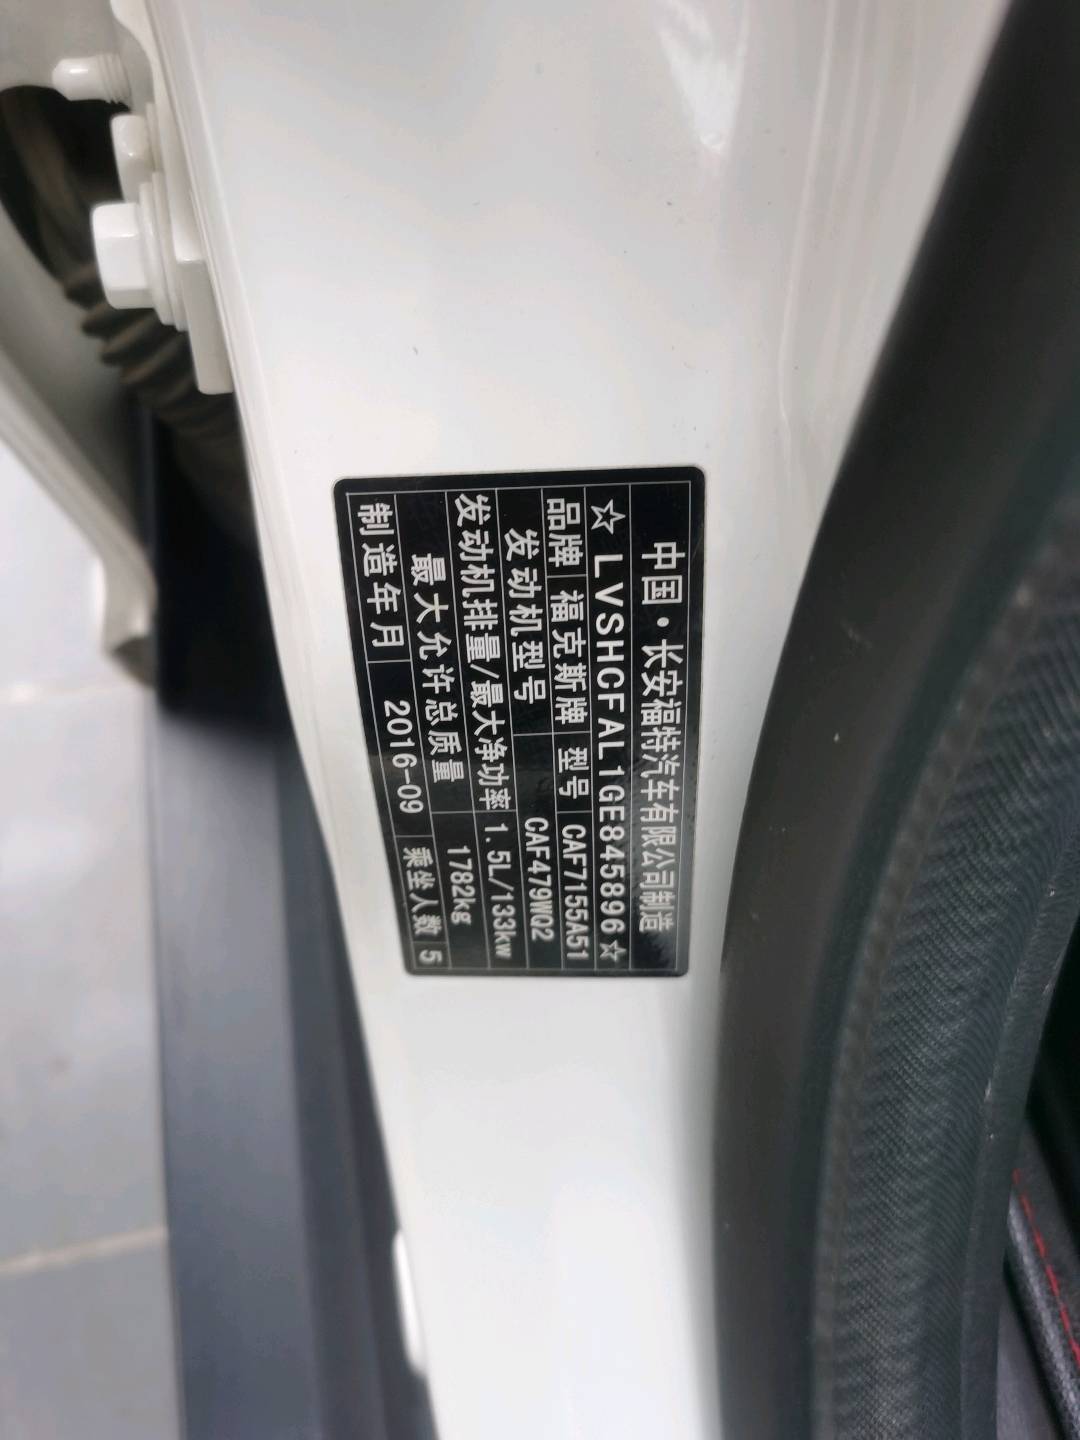 中国·长安福特汽车有限公司制造
☆LVSHCFAL1GE845896☆
品牌 福克斯牌 型号 CAF7155A51
发动机型号 CAF479WQ2
发动机排量/最大净功率 1.5L/133kw
最大允许总质量 1782kg
制造年月 2016-09 乘坐人数 5